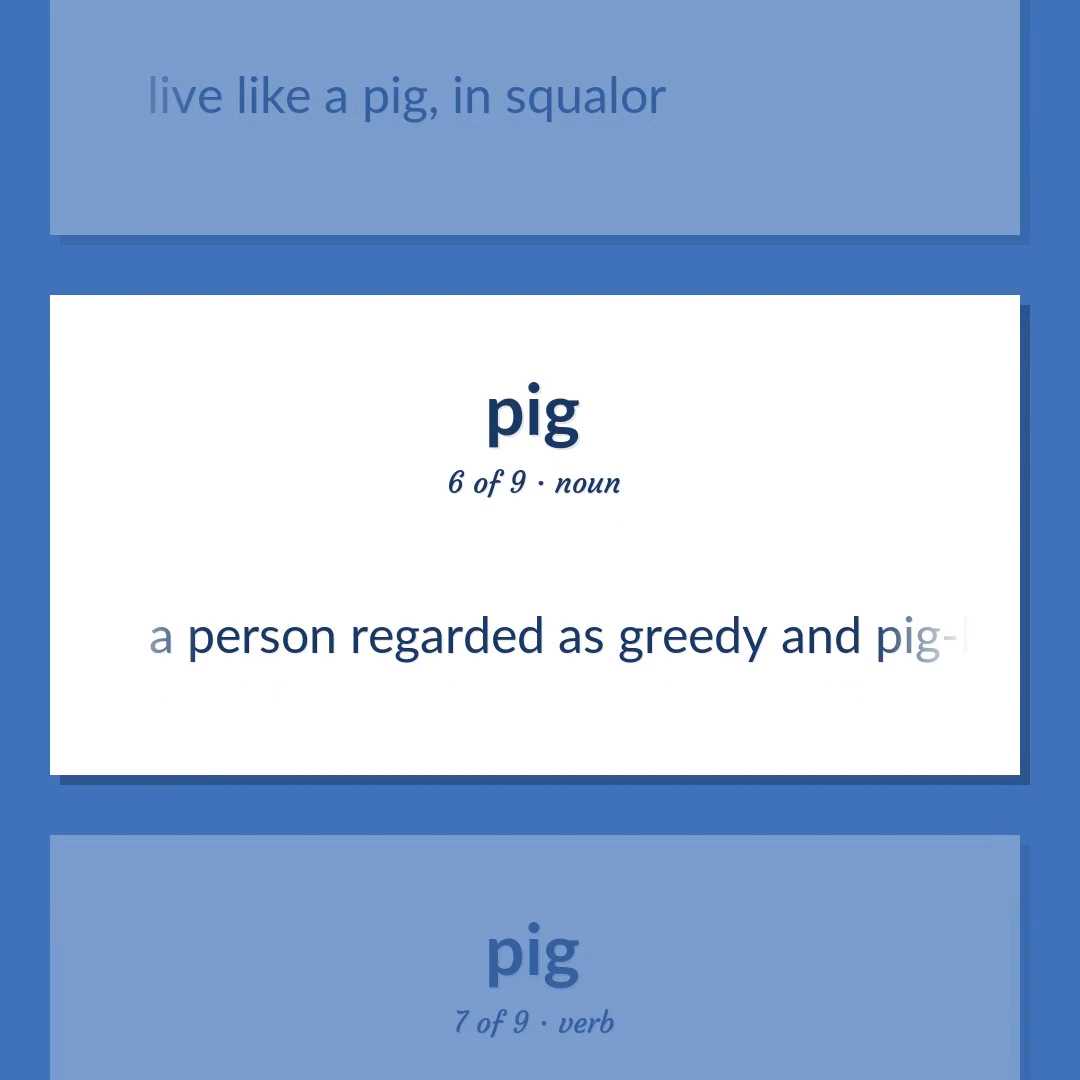 live like a pig, in squalor
pig
6 of 9 · noun
a person regarded as greedy and pig-
pig
7 of 9 · verb